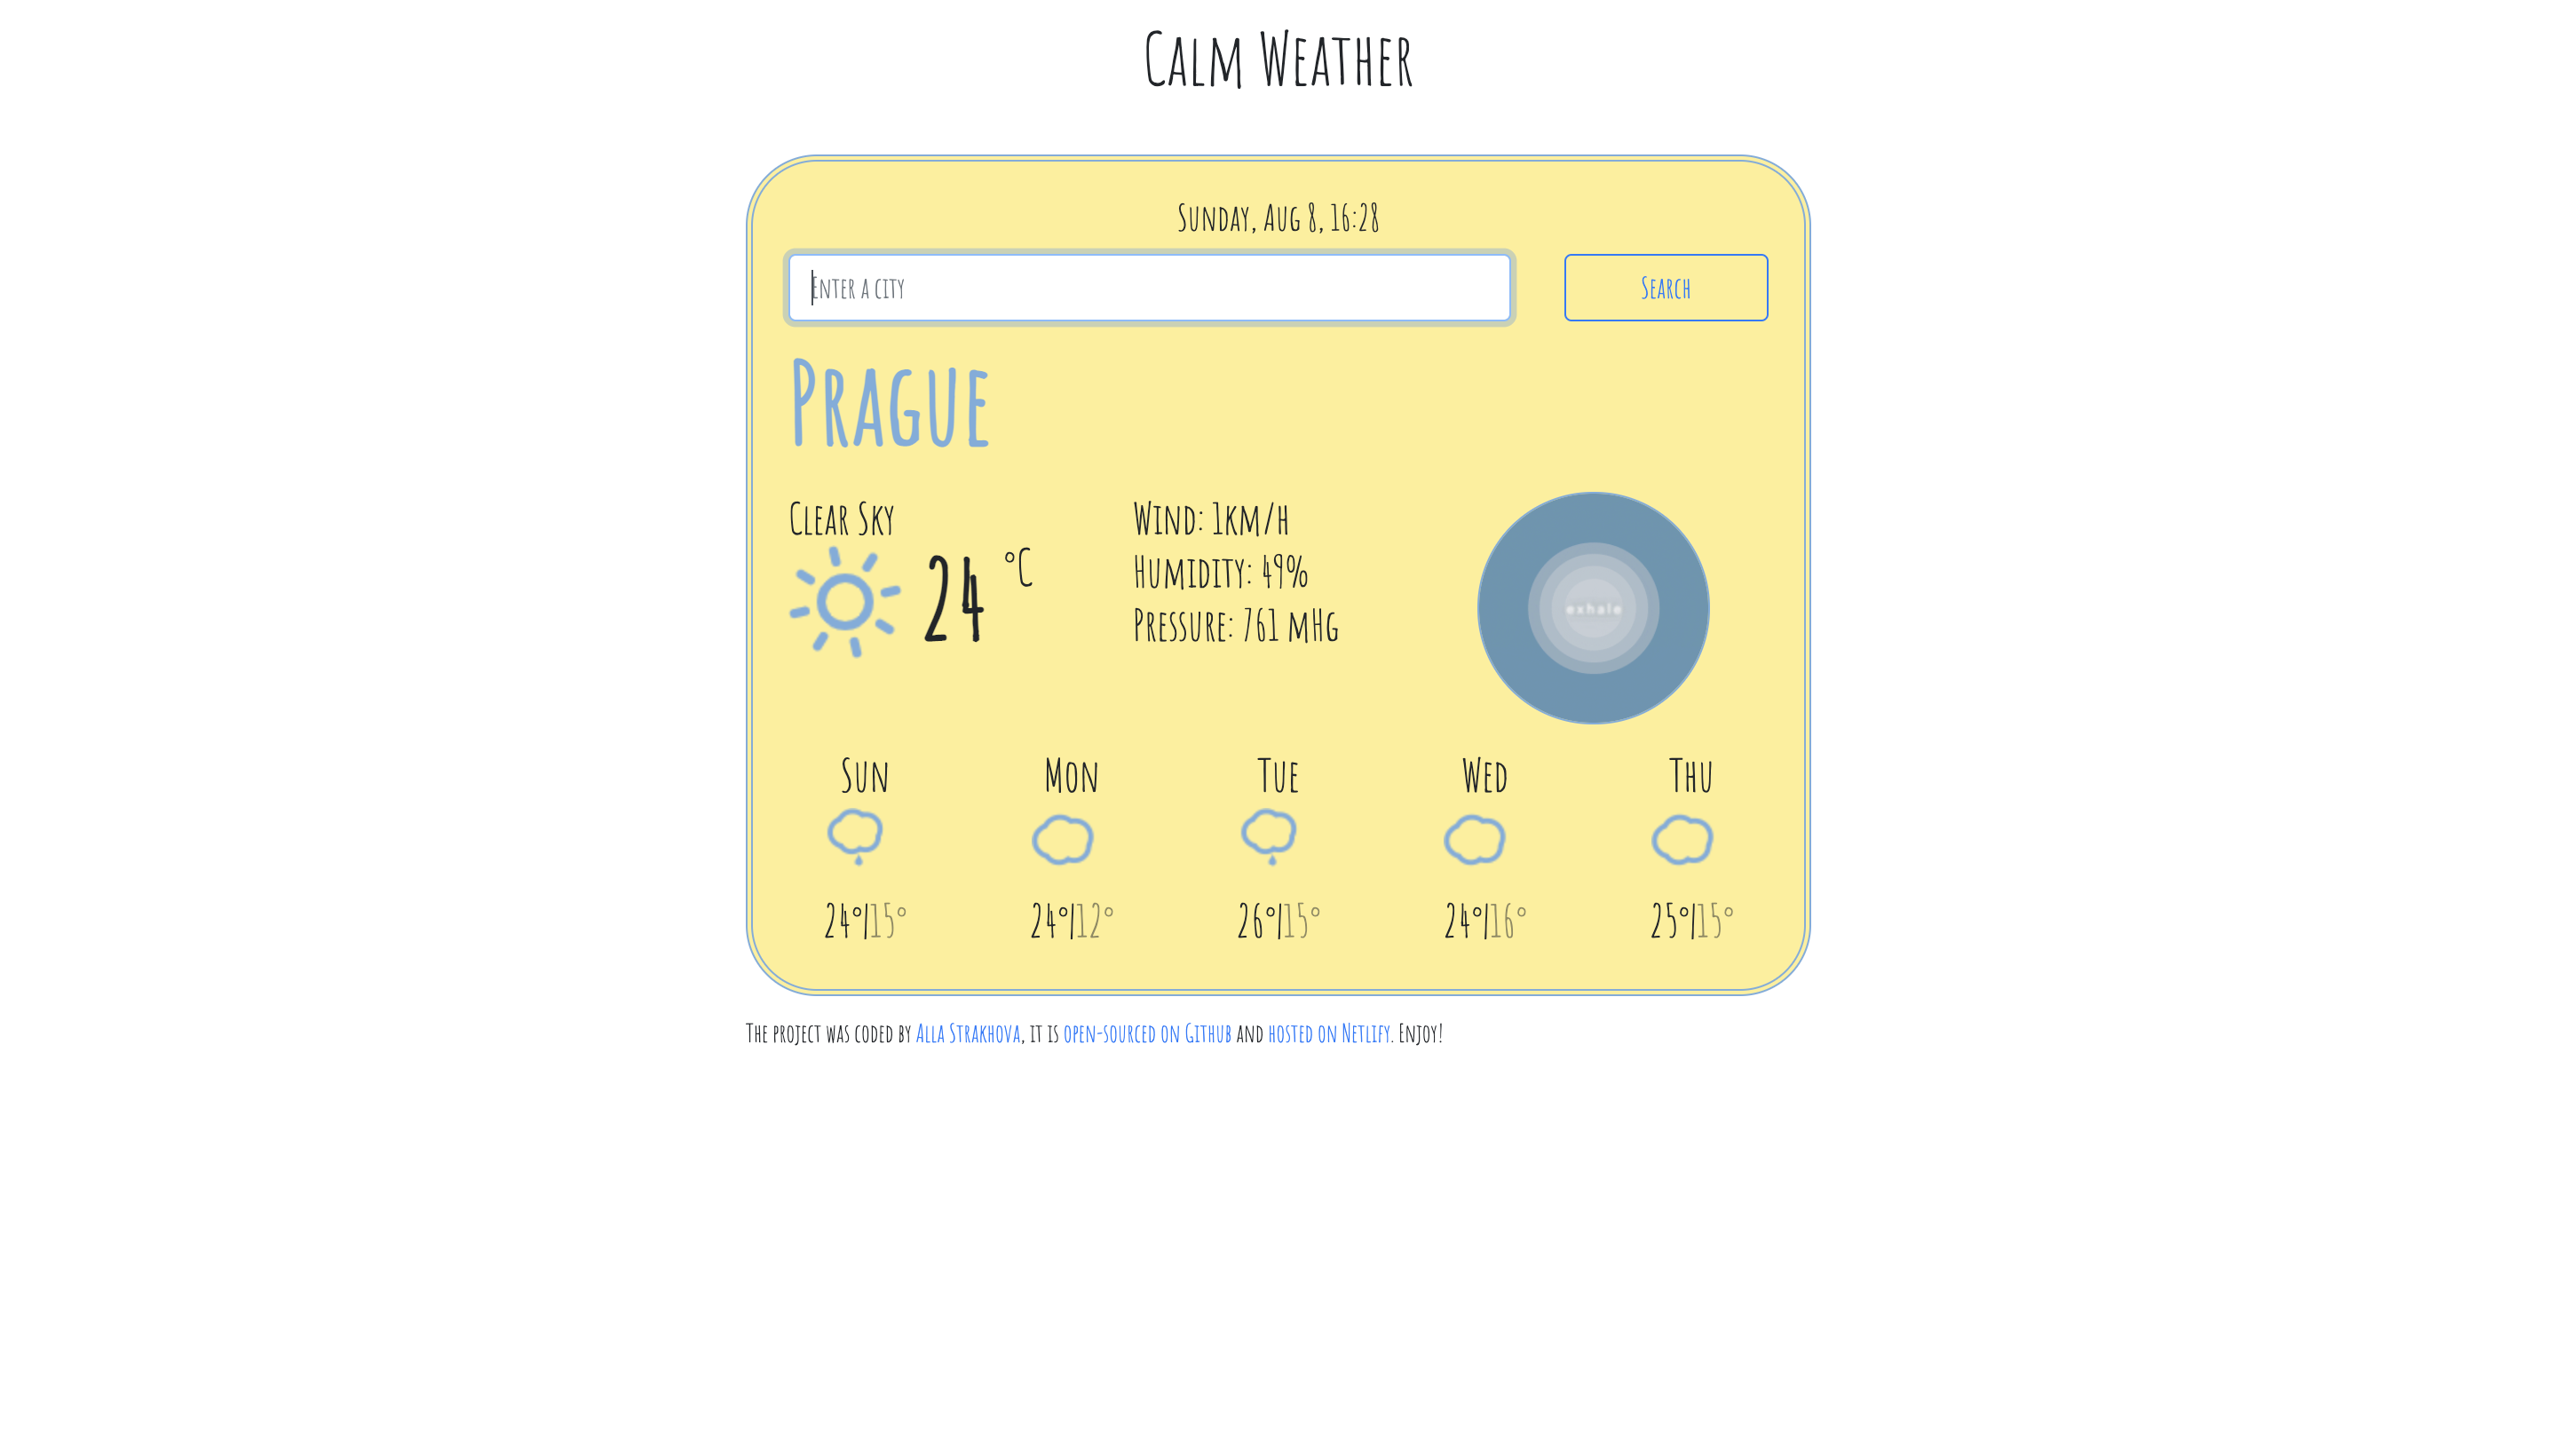 Calm Weather
Sunday, Aug 8, 16:28
Enter a city
Search
Prague
Clear Sky
24 °C
Wind: 1km/h
Humidity: 49%
Pressure: 761 mHg
exhale
Sun Mon Tue Wed Thu
24°/15° 24°/12° 26°/15° 24°/16° 25°/15°
The project was coded by Alla Strakhova, it is open-sourced on Github and hosted on Netlify. Enjoy!